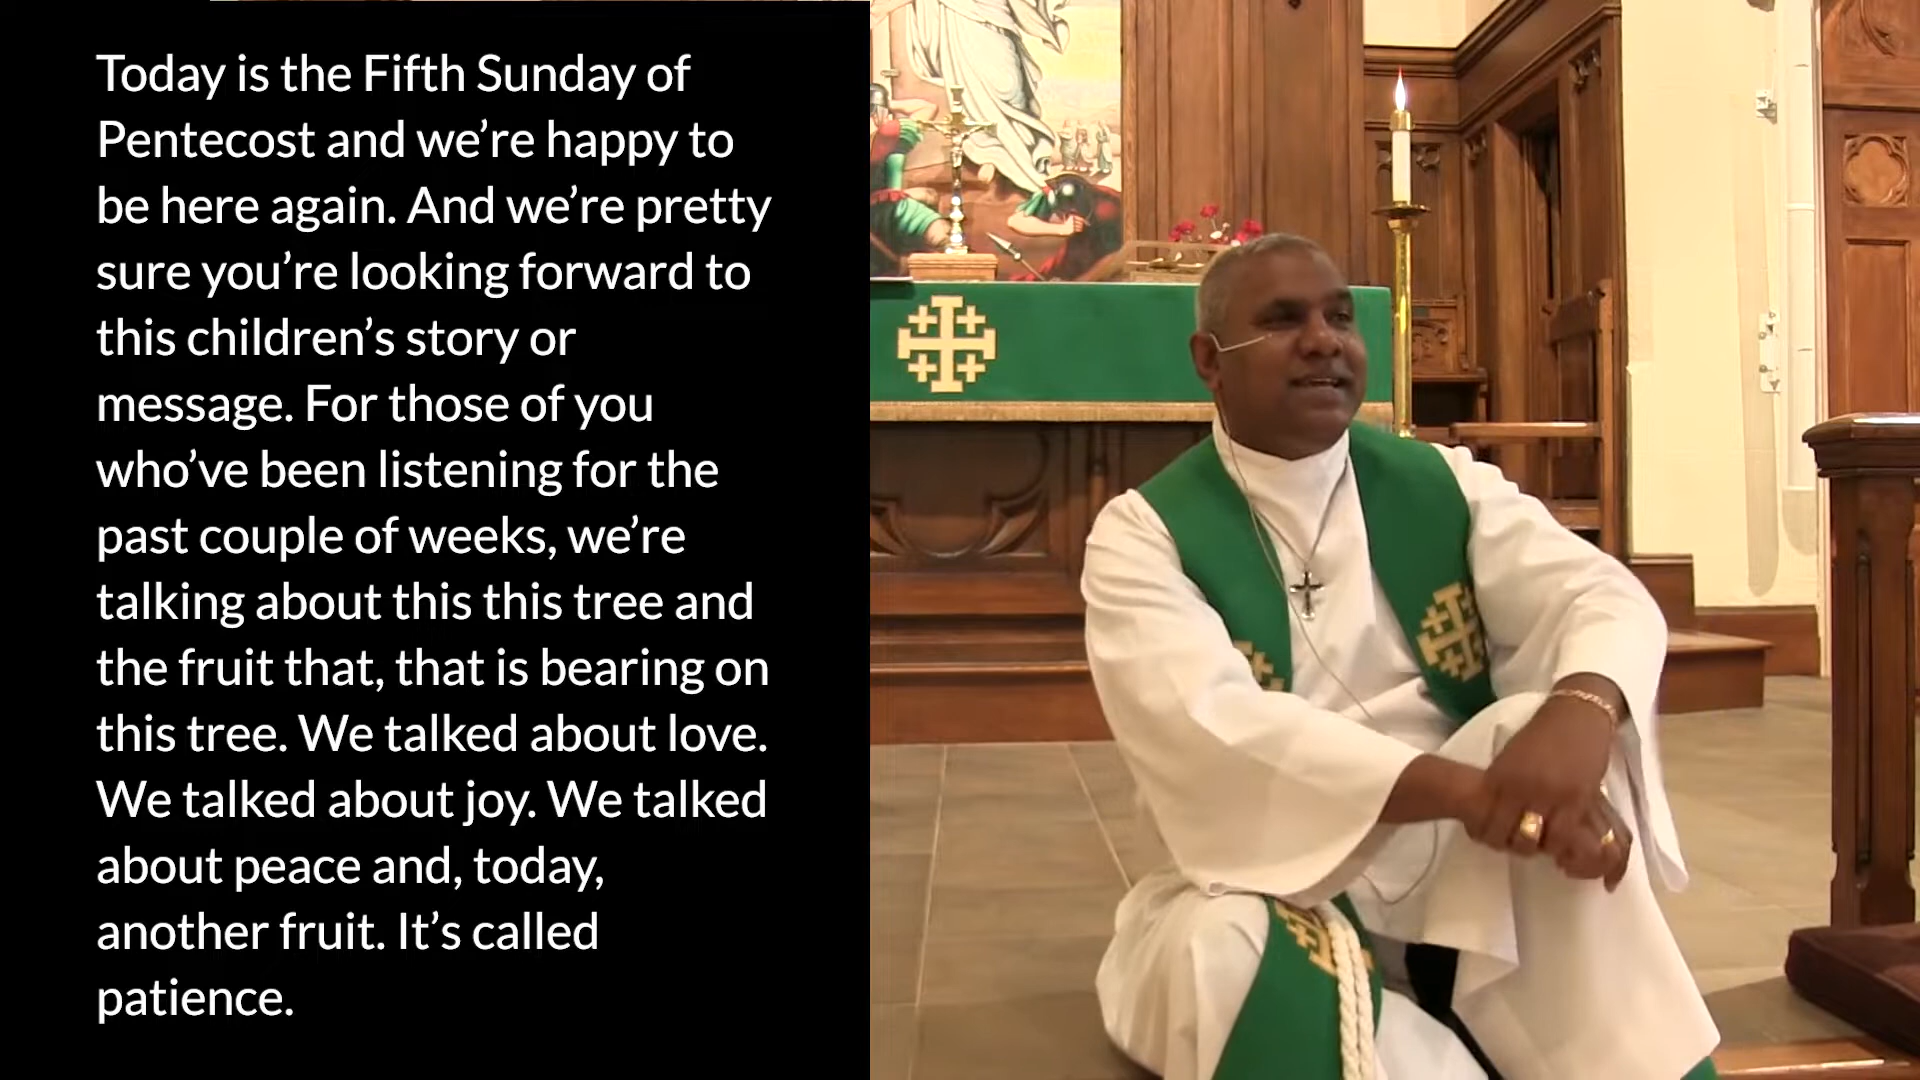 Today is the Fifth Sunday of
Pentecost and we’re happy to
be here again. And we’re pretty
sure you’re looking forward to
this children’s story or
message. For those of you
who’ve been listening for the
past couple of weeks, we’re
talking about this this tree and
the fruit that, that is bearing on
this tree. We talked about love.
We talked about joy. We talked
about peace and, today,
another fruit. It’s called
patience.